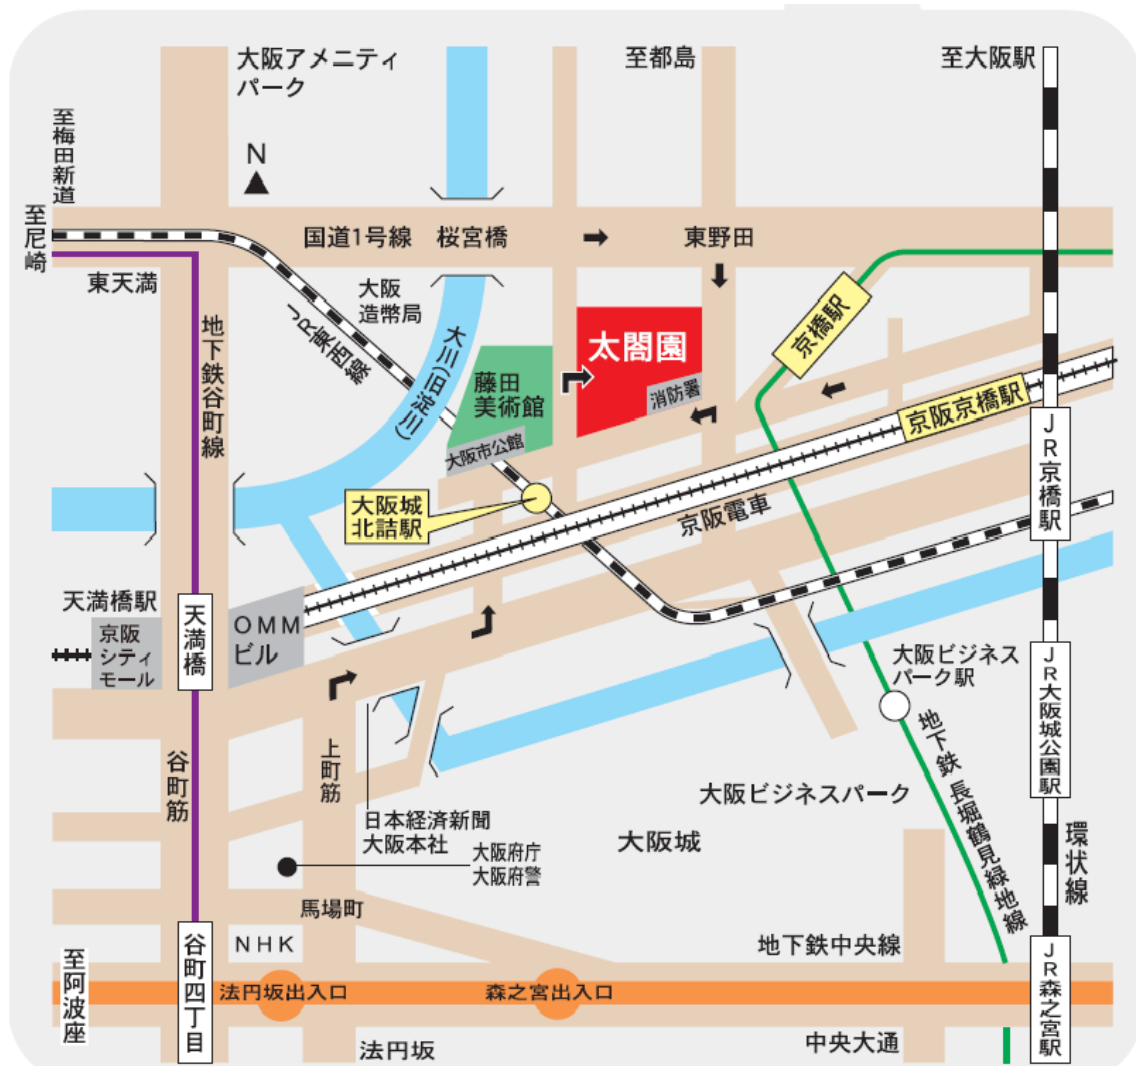 大阪アメニティ
パーク
至都島
至大阪駅
至梅田新道
N
至尼崎
国道1号線
桜宮橋
東野田
東天満
大阪
造幣局
JR東西線
地下鉄谷町線
大川(旧淀川)
藤田
美術館
太閤園
消防署
京橋駅
大阪市公館
京阪京橋駅
JR京橋駅
大阪城
北詰駅
京阪電車
天満橋駅
京阪
シティ
モール
天満橋
OMM
ビル
大阪ビジネス
パーク駅
JR大阪城公園駅
地下鉄 長堀鶴見緑地線
谷町筋
上町筋
大阪ビジネスパーク
日本経済新聞
大阪本社
大阪城
環状線
大阪府庁
大阪府警
馬場町
NHK
地下鉄中央線
至阿波座
谷町四丁目
法円坂出入口
森之宮出入口
JR森之宮駅
法円坂
中央大通